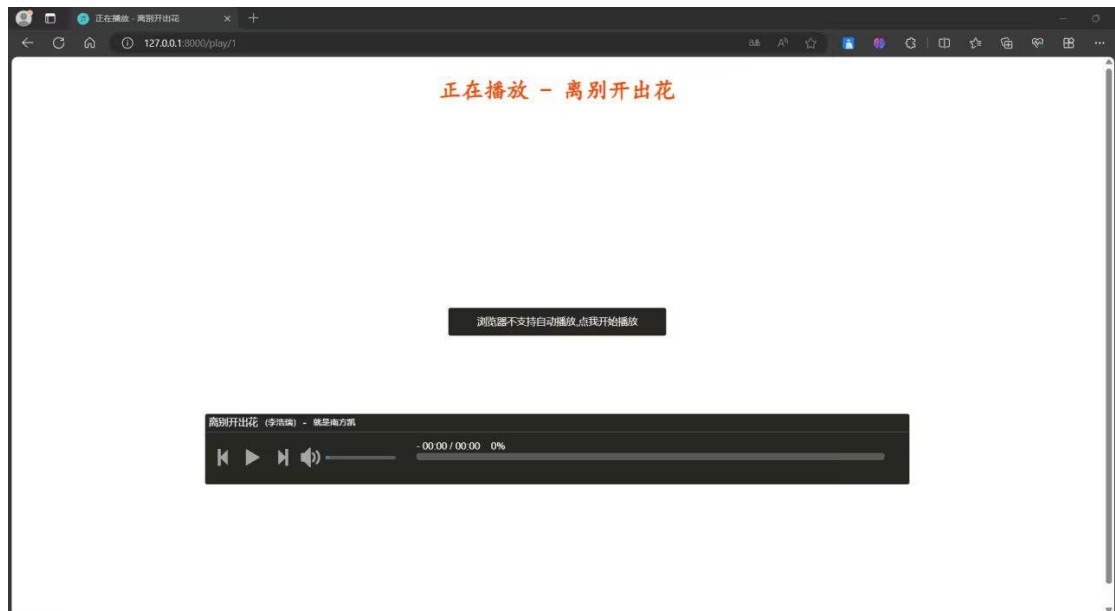 正在播放 - 离别开出花
127.0.0.1:8000/play/1
正在播放 - 离别开出花
浏览器不支持自动播放,点我开始播放
离别开出花 (李浩瑞) - 就是南方凯
- 00:00 / 00:00 0%